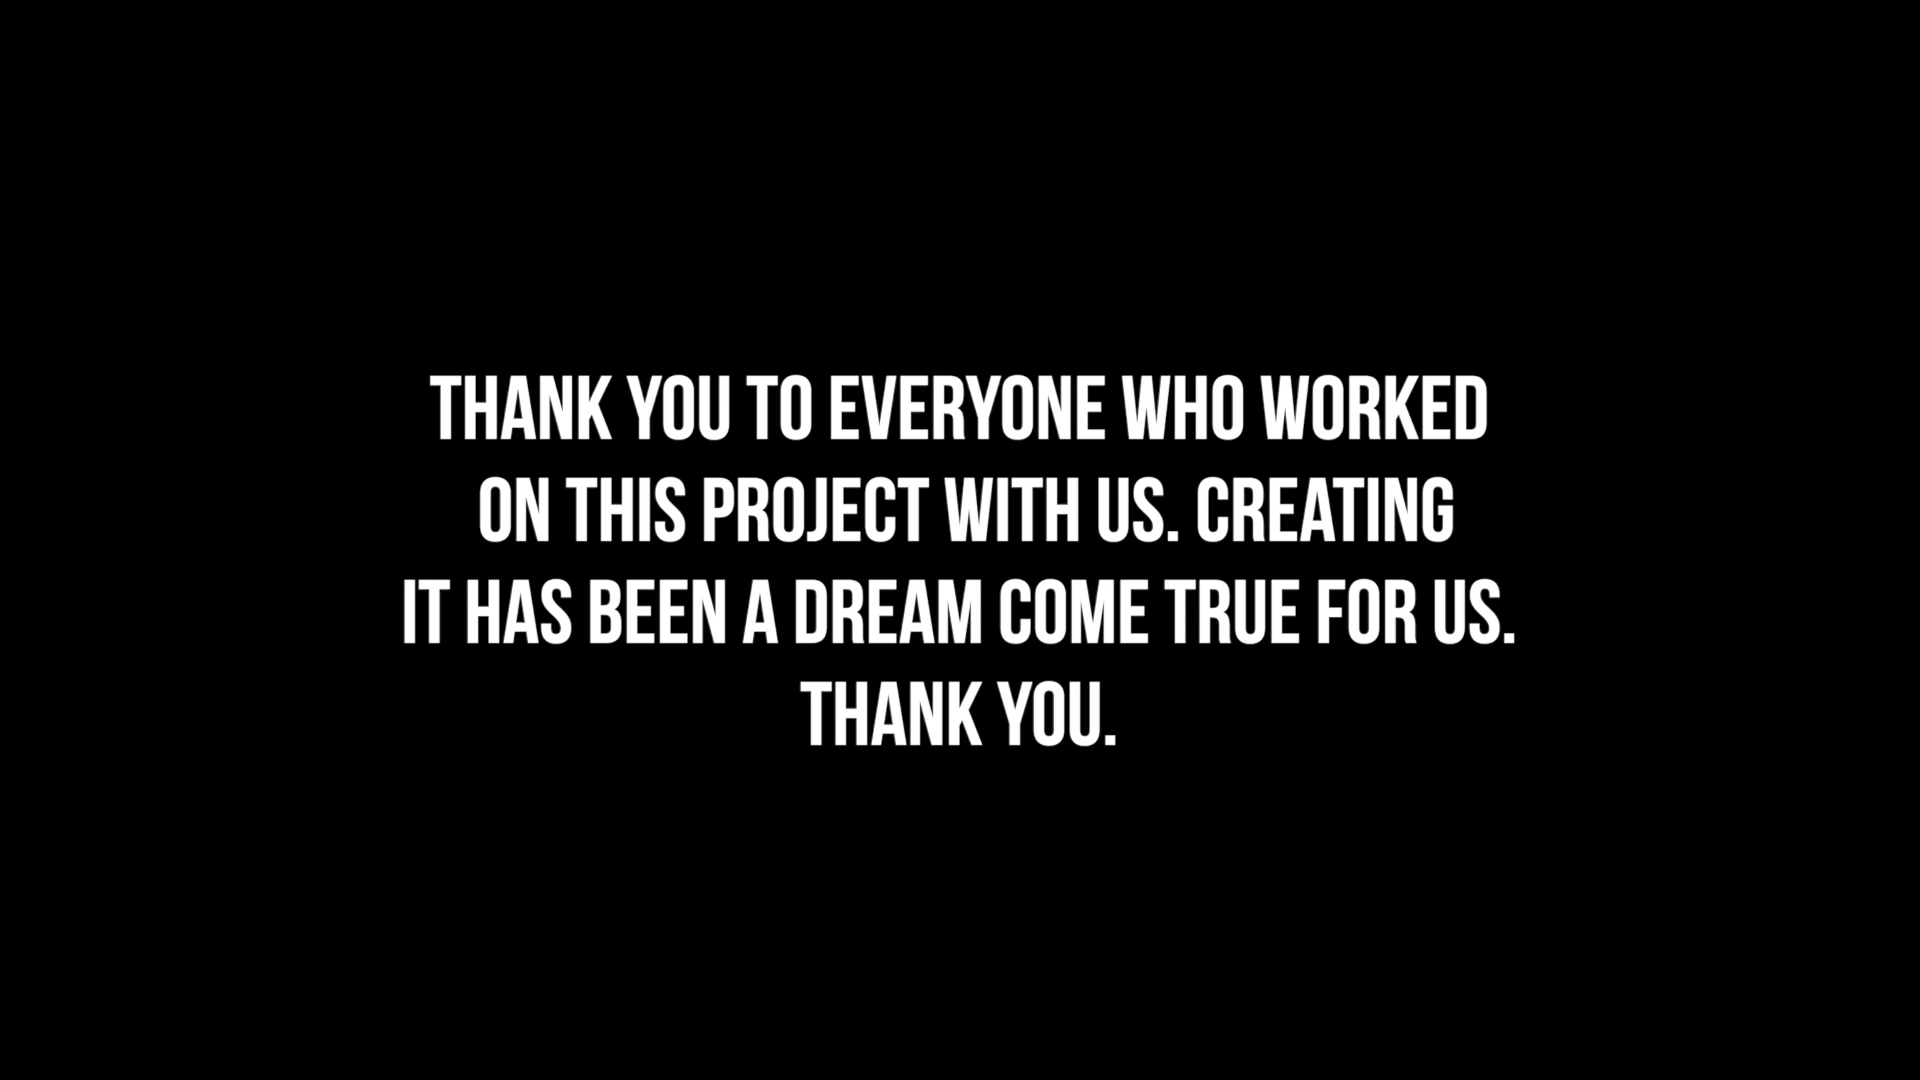 THANK YOU TO EVERYONE WHO WORKED
ON THIS PROJECT WITH US. CREATING
IT HAS BEEN A DREAM COME TRUE FOR US.
THANK YOU.